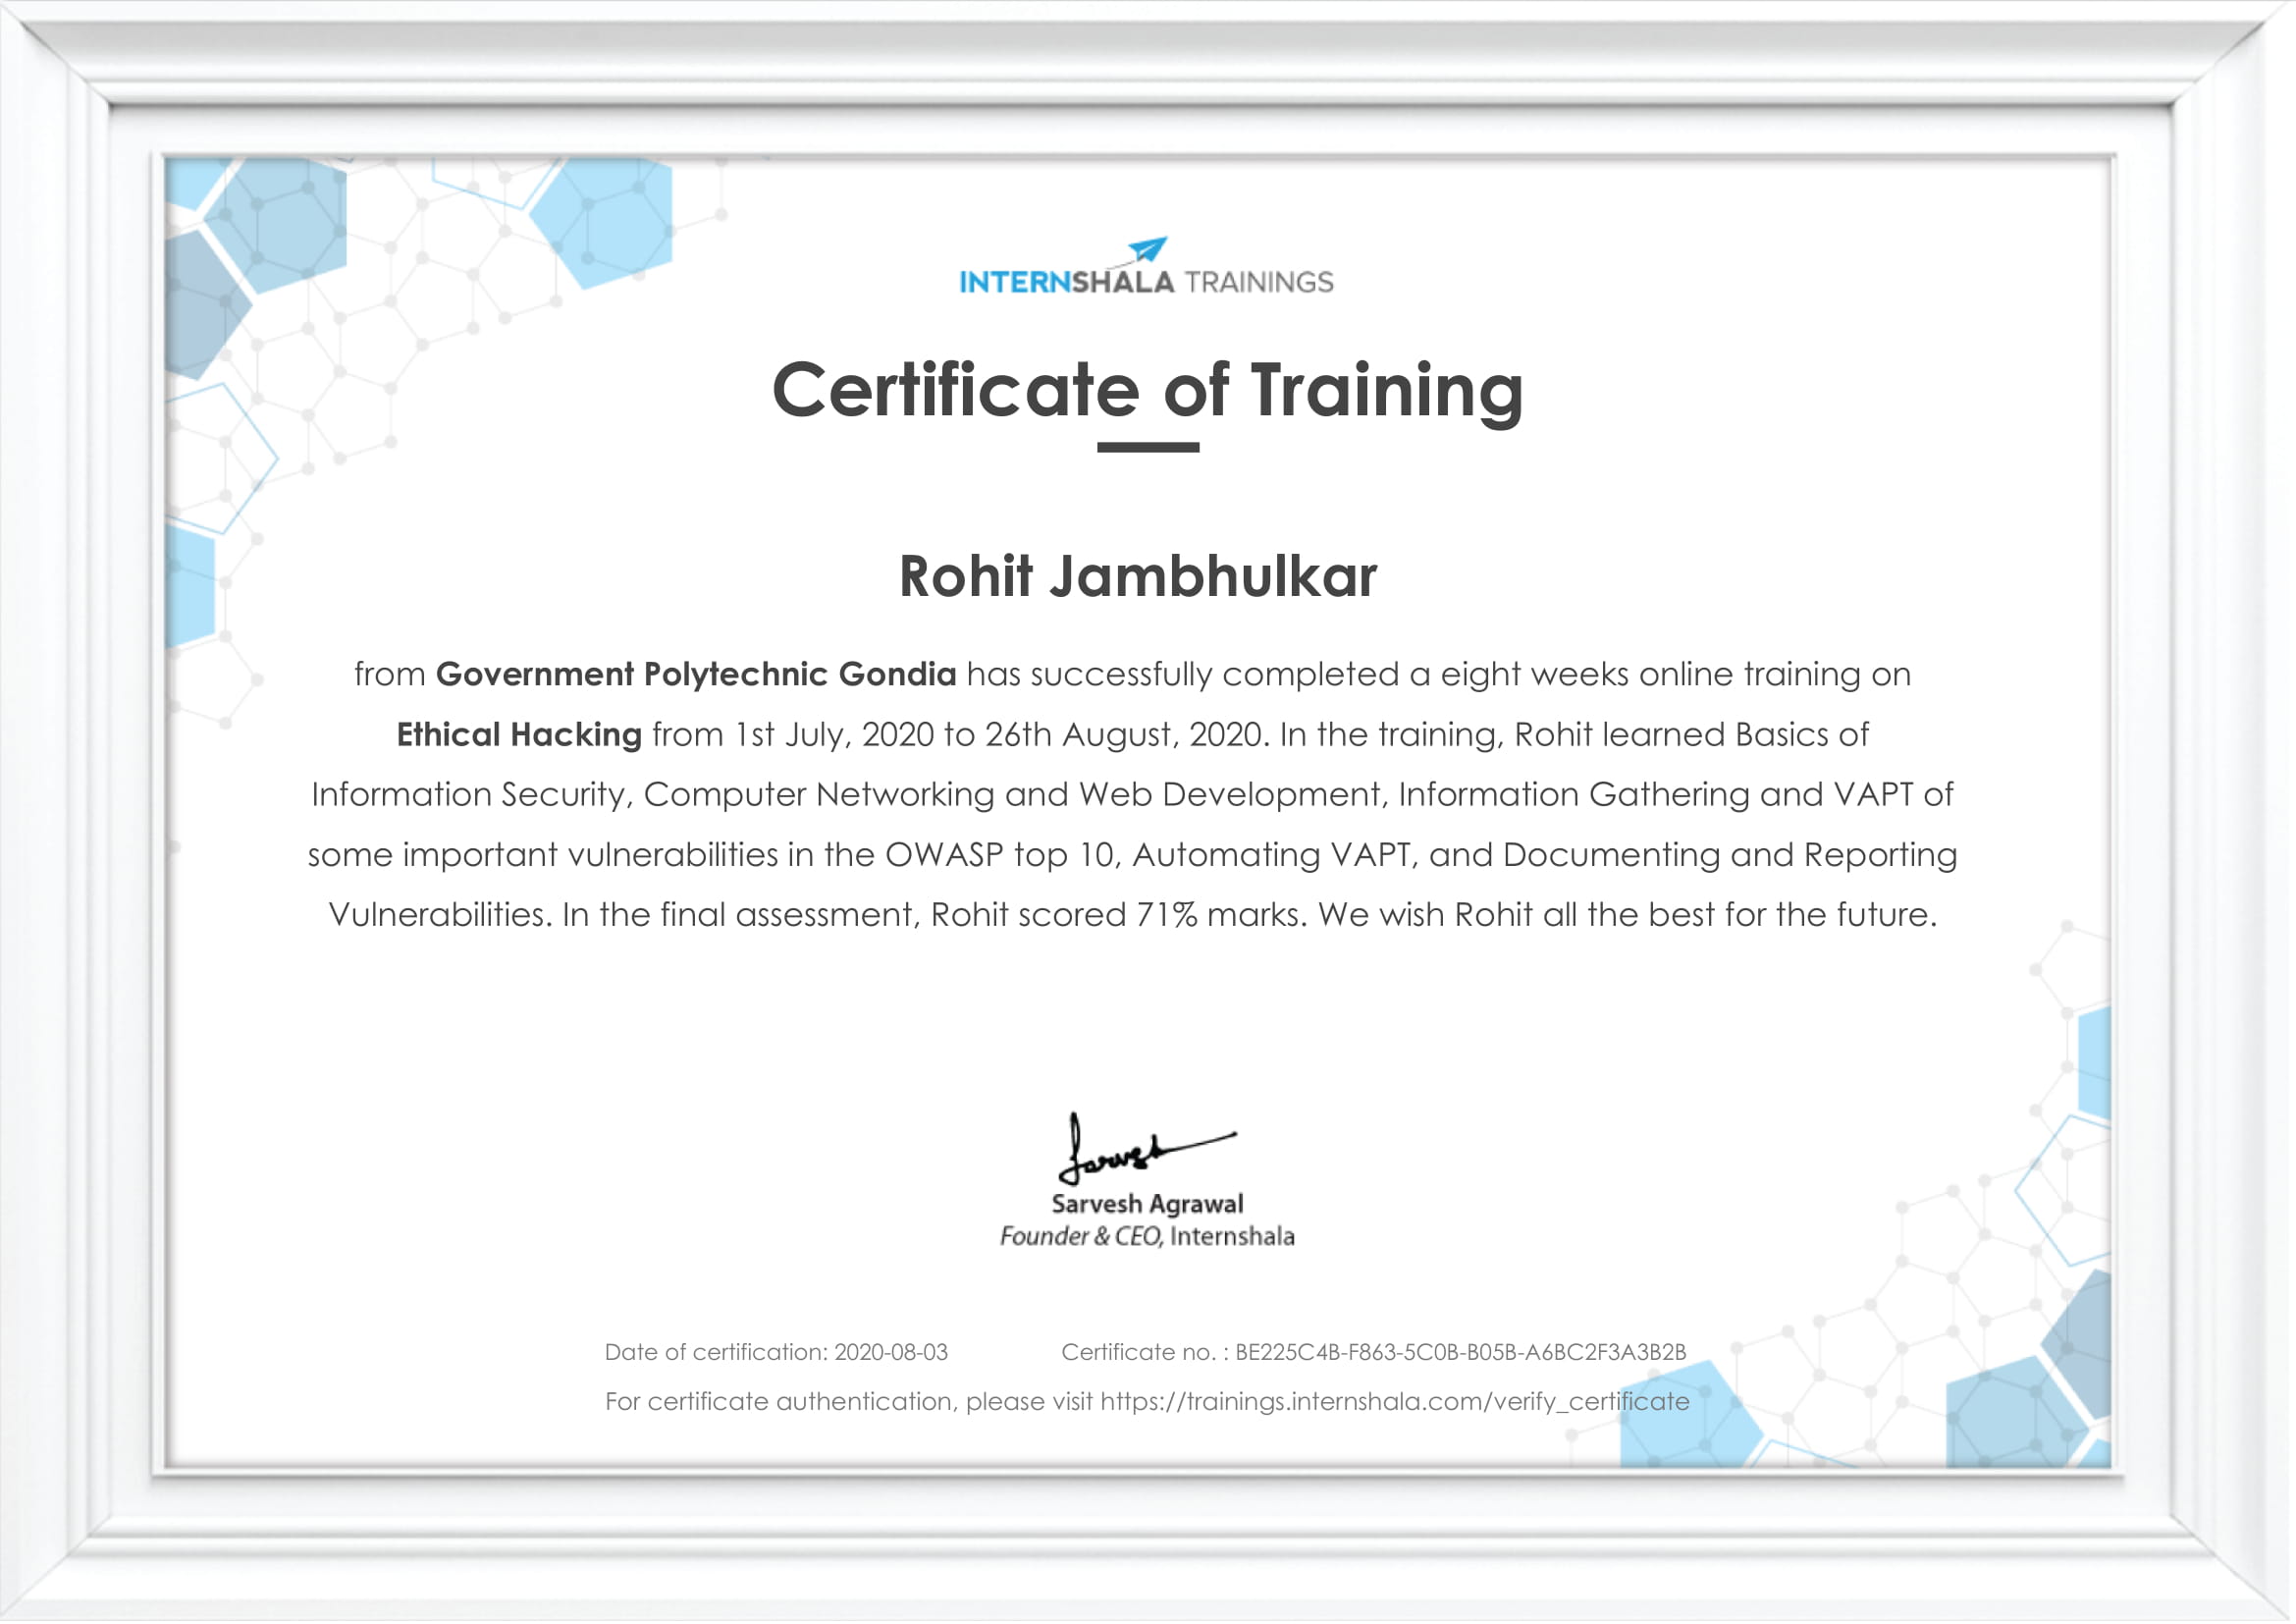 INTERNSHALA TRAININGS
Certificate of Training
Rohit Jambhulkar
from Government Polytechnic Gondia has successfully completed a eight weeks online training on
Ethical Hacking from 1st July, 2020 to 26th August, 2020. In the training, Rohit learned Basics of
Information Security, Computer Networking and Web Development, Information Gathering and VAPT of
some important vulnerabilities in the OWASP top 10, Automating VAPT, and Documenting and Reporting
Vulnerabilities. In the final assessment, Rohit scored 71% marks. We wish Rohit all the best for the future.
Sarvesh
Sarvesh Agrawal
Founder & CEO, Internshala
Date of certification: 2020-08-03 Certificate no. : BE225C4B-F863-5C0B-B05B-A6BC2F3A3B2B
For certificate authentication, please visit https://trainings.internshala.com/verify_certificate